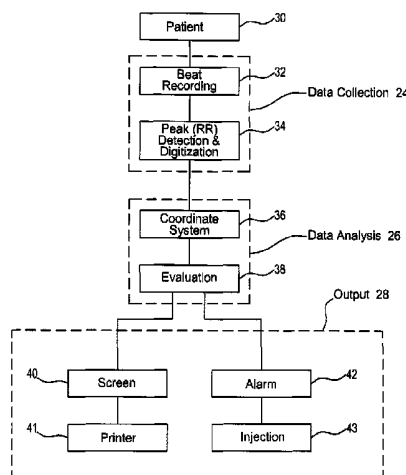 Patient
30
Beat
Recording
32
Peak (RR)
Detection &
Digitization
34
Data Collection 24
Coordinate
System
36
Evaluation
38
Data Analysis 26
Output 28
Screen
40
Alarm
42
Printer
41
Injection
43